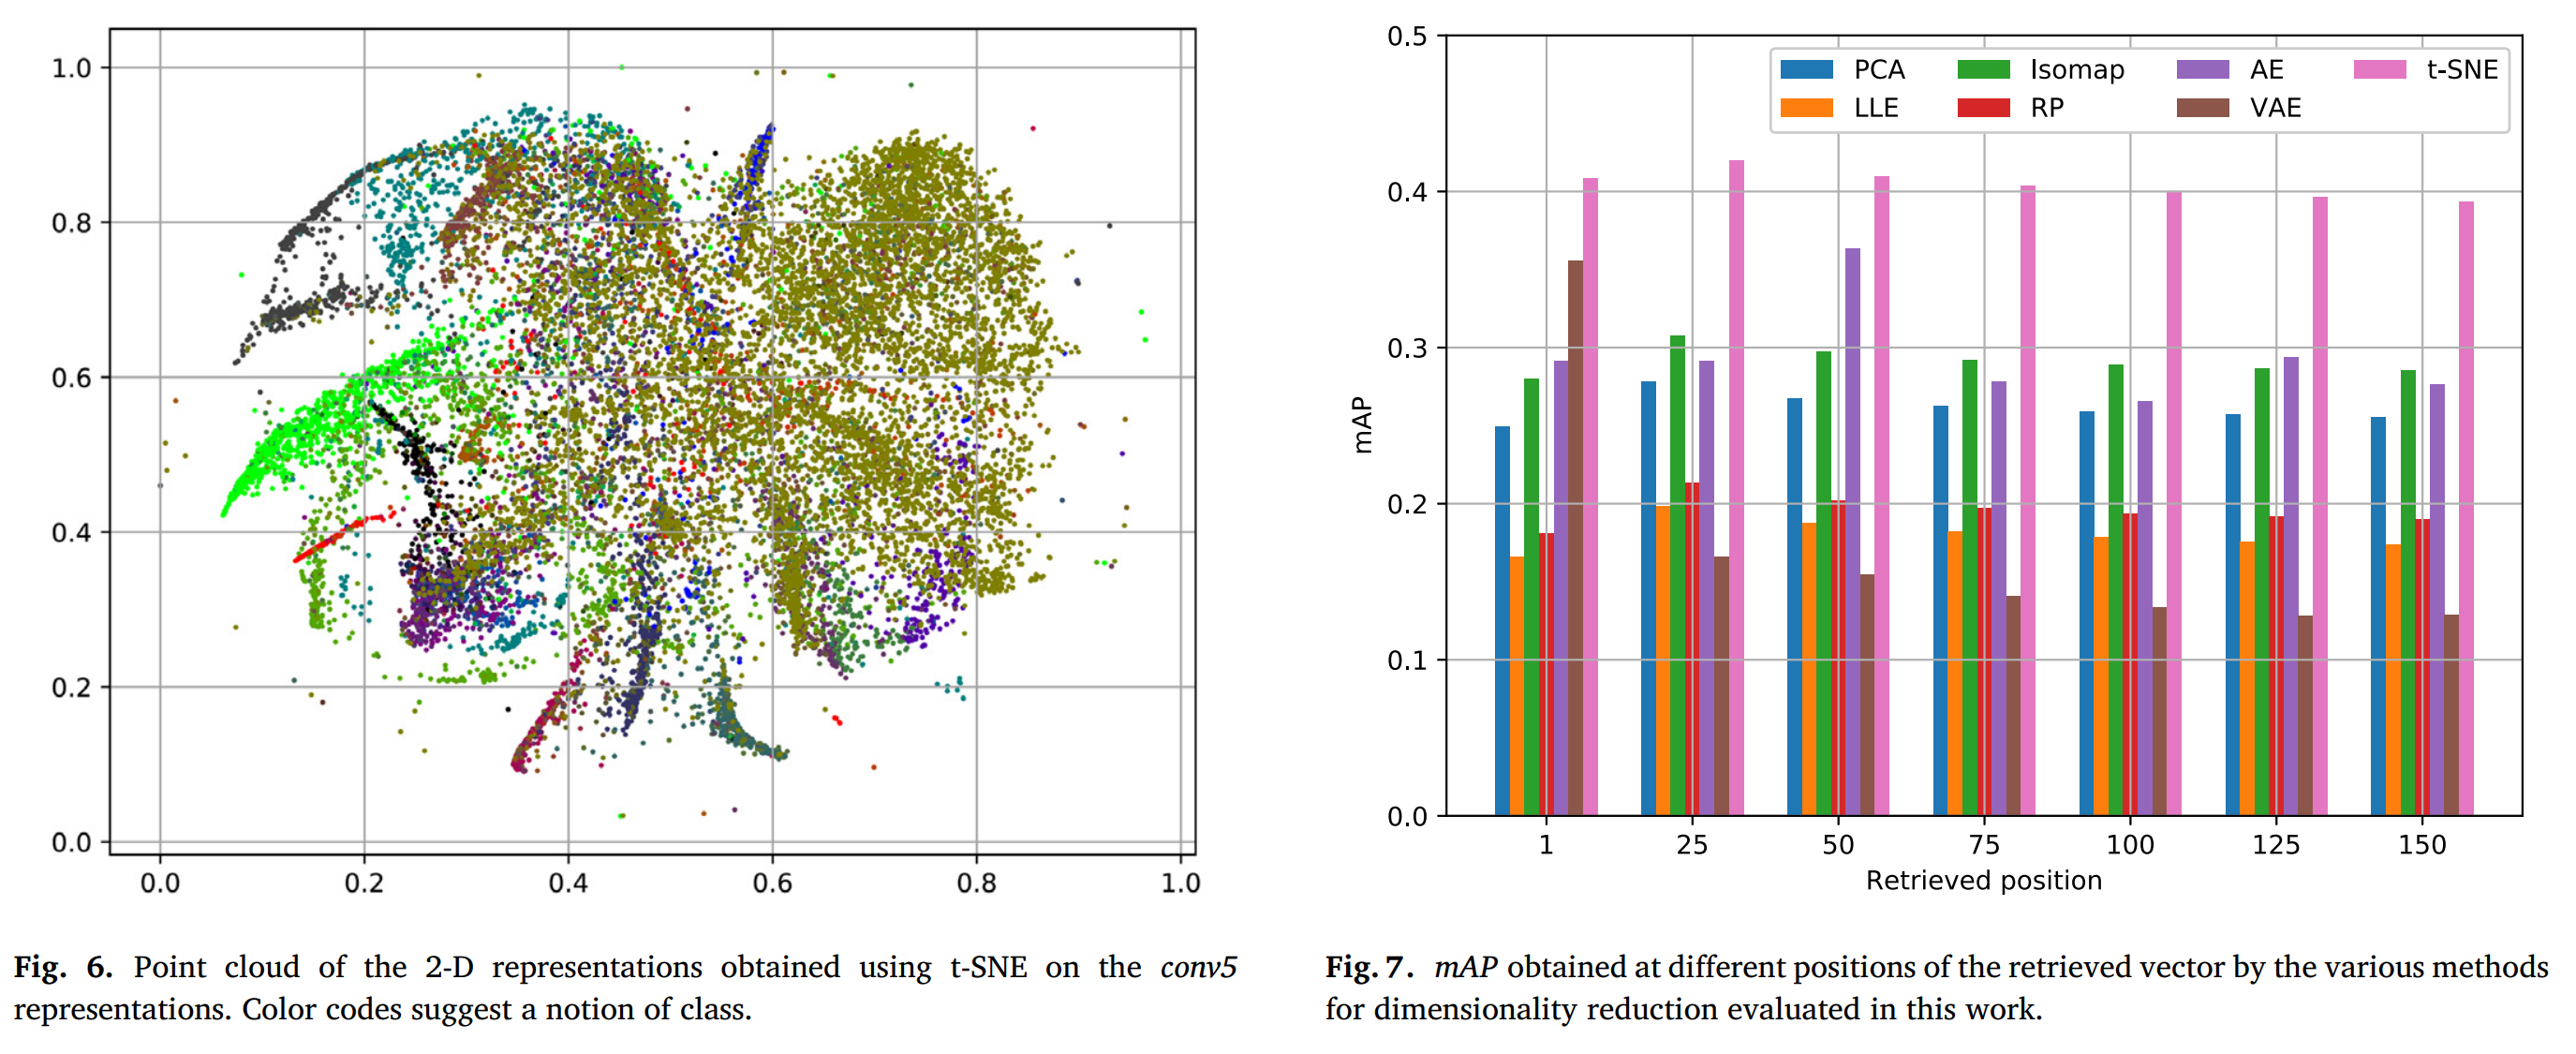 1.0
0.8
0.6
0.4
0.2
0.0
0.0 0.2 0.4 0.6 0.8 1.0
Fig. 6. Point cloud of the 2-D representations obtained using t-SNE on the conv5
representations. Color codes suggest a notion of class.
0.5
0.4
0.3
0.2
0.1
0.0
mAP
PCA Isomap AE t-SNE
LLE RP VAE
1 25 50 75 100 125 150
Retrieved position
Fig. 7. mAP obtained at different positions of the retrieved vector by the various methods
for dimensionality reduction evaluated in this work.